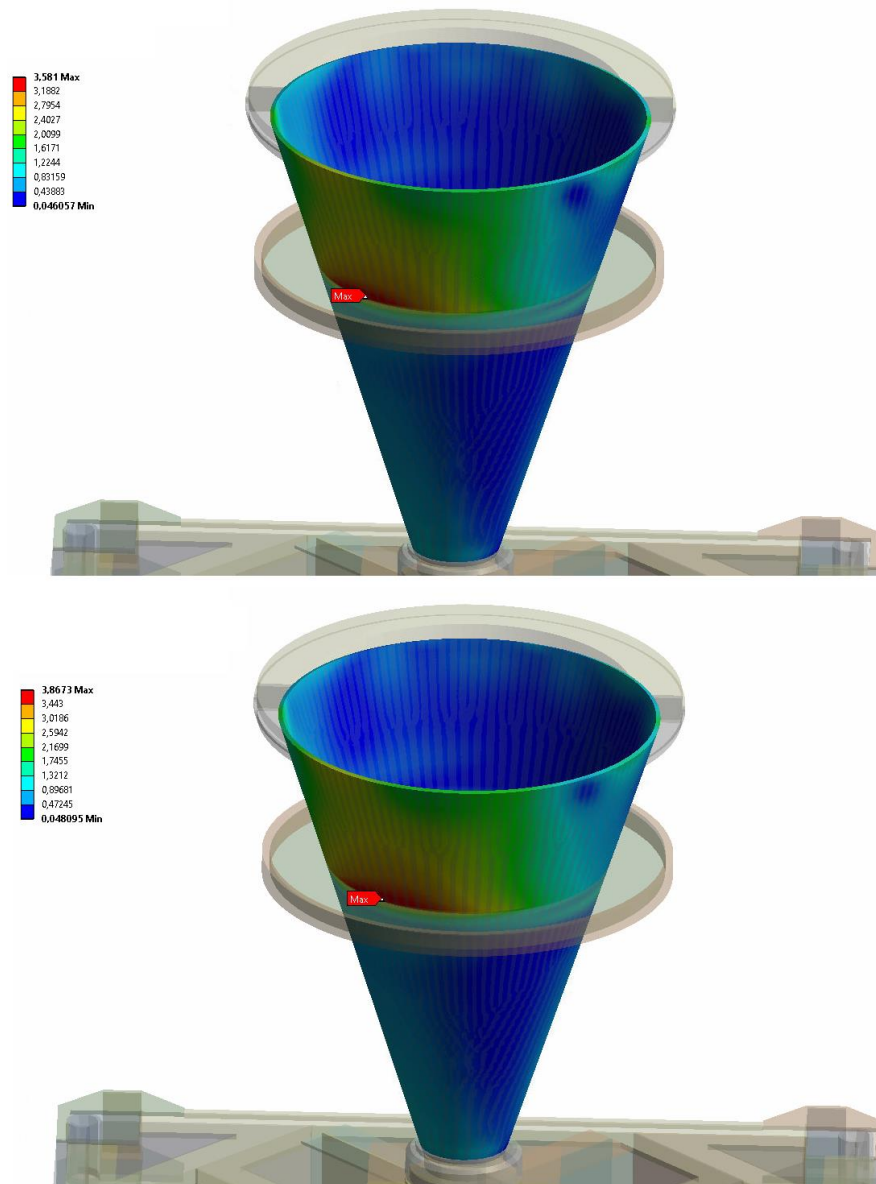 3,581 Max
3,1882
2,7954
2,4027
2,0099
1,6171
1,2244
0,83159
0,43883
0,046057 Min
Max
3,8673 Max
3,443
3,0186
2,5942
2,1699
1,7455
1,3212
0,89681
0,47245
0,048095 Min
Max